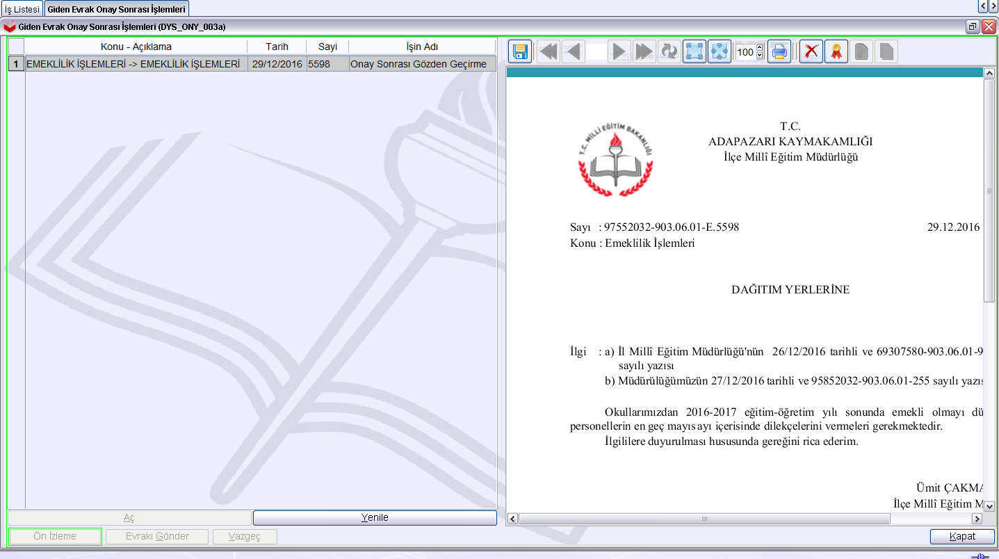 İş Listesi
Giden Evrak Onay Sonrası İşlemleri
Giden Evrak Onay Sonrası İşlemleri (DYS_ONY_003a)
Konu - Açıklama Tarih Sayi İşin Adı
1 EMEKLİLİK İŞLEMLERİ -> EMEKLİLİK İŞLEMLERİ 29/12/2016 5598 Onay Sonrası Gözden Geçirme
Aç
Yenile
Ön İzleme
Evrakı Gönder
Vazgeç
100
T.C. MİLLİ EĞİTİM BAKANLIĞI
T.C.
ADAPAZARI KAYMAKAMLIĞI
İlçe Millî Eğitim Müdürlüğü
Sayı : 97552032-903.06.01-E.5598 29.12.2016
Konu : Emeklilik İşlemleri
DAĞITIM YERLERİNE
İlgi : a) İl Millî Eğitim Müdürlüğü'nün 26/12/2016 tarihli ve 69307580-903.06.01-9
sayılı yazısı
b) Müdürülüğümüzün 27/12/2016 tarihli ve 95852032-903.06.01-255 sayılı yazıs
Okullarımızdan 2016-2017 eğitim-öğretim yılı sonunda emekli olmayı dü
personellerin en geç mayıs ayı içerisinde dilekçelerini vermeleri gerekmektedir.
İlgililere duyurulması hususunda gereğini rica ederim.
Ümit ÇAKMA
İlçe Millî Eğitim M
Kapat